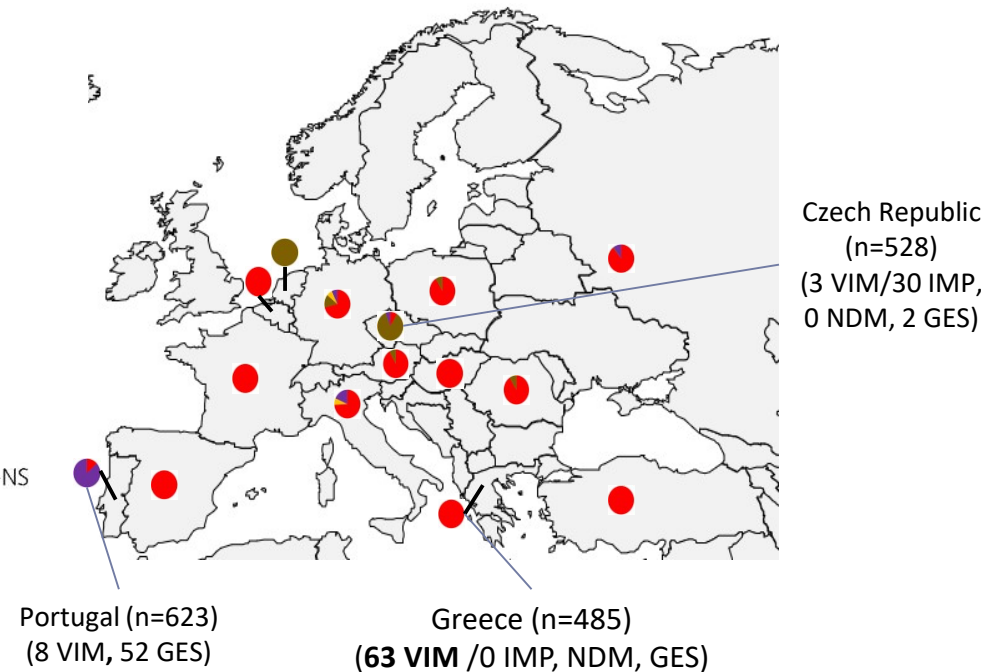 Czech Republic
(n=528)
(3 VIM/30 IMP,
0 NDM, 2 GES)
NS
Portugal (n=623)
(8 VIM, 52 GES)
Greece (n=485)
(63 VIM /0 IMP, NDM, GES)